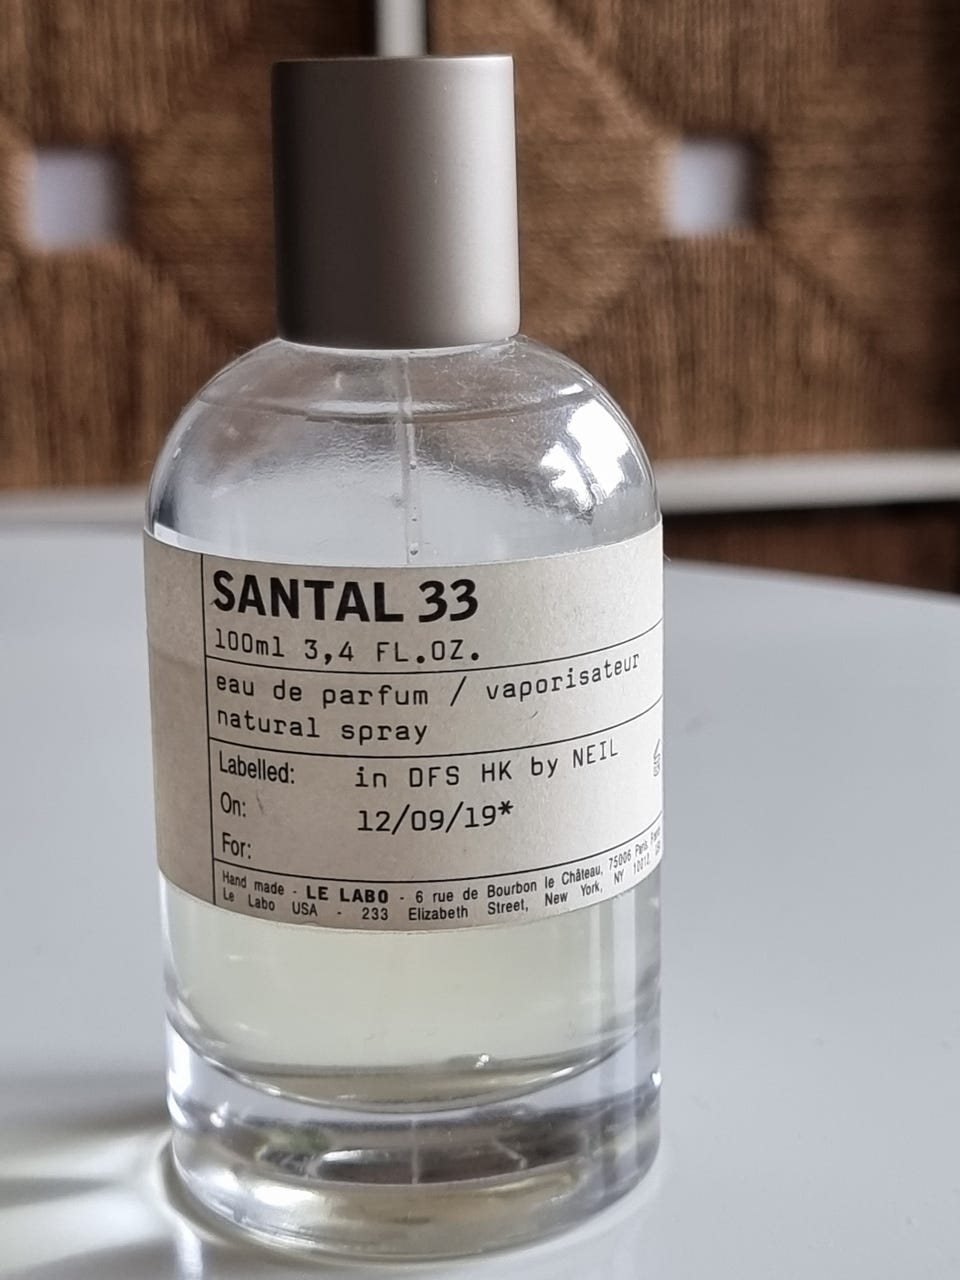 SANTAL 33
100ml 3,4 FL.OZ.
eau de parfum / vaporisateur
natural spray
Labelled: in DFS HK by NEIL
On: 12/09/19*
For:
Hand made - LE LABO - 6 rue de Bourbon le Château, 75006 Paris, France
Le Labo USA - 233 Elizabeth Street, New York, NY